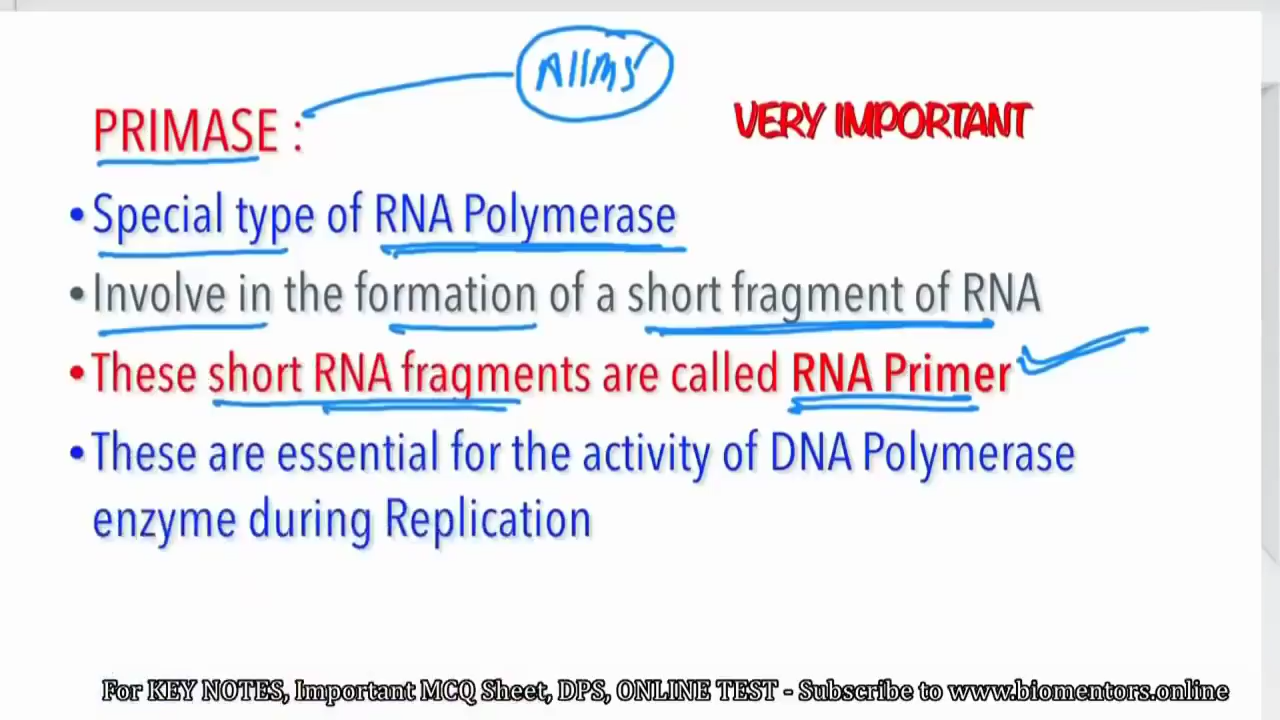 AIIMS
PRIMASE :
VERY IMPORTANT
• Special type of RNA Polymerase
• Involve in the formation of a short fragment of RNA
• These short RNA fragments are called RNA Primer
• These are essential for the activity of DNA Polymerase
enzyme during Replication
For KEY NOTES, Important MCQ Sheet, DPS, ONLINE TEST - Subscribe to www.biomentors.online